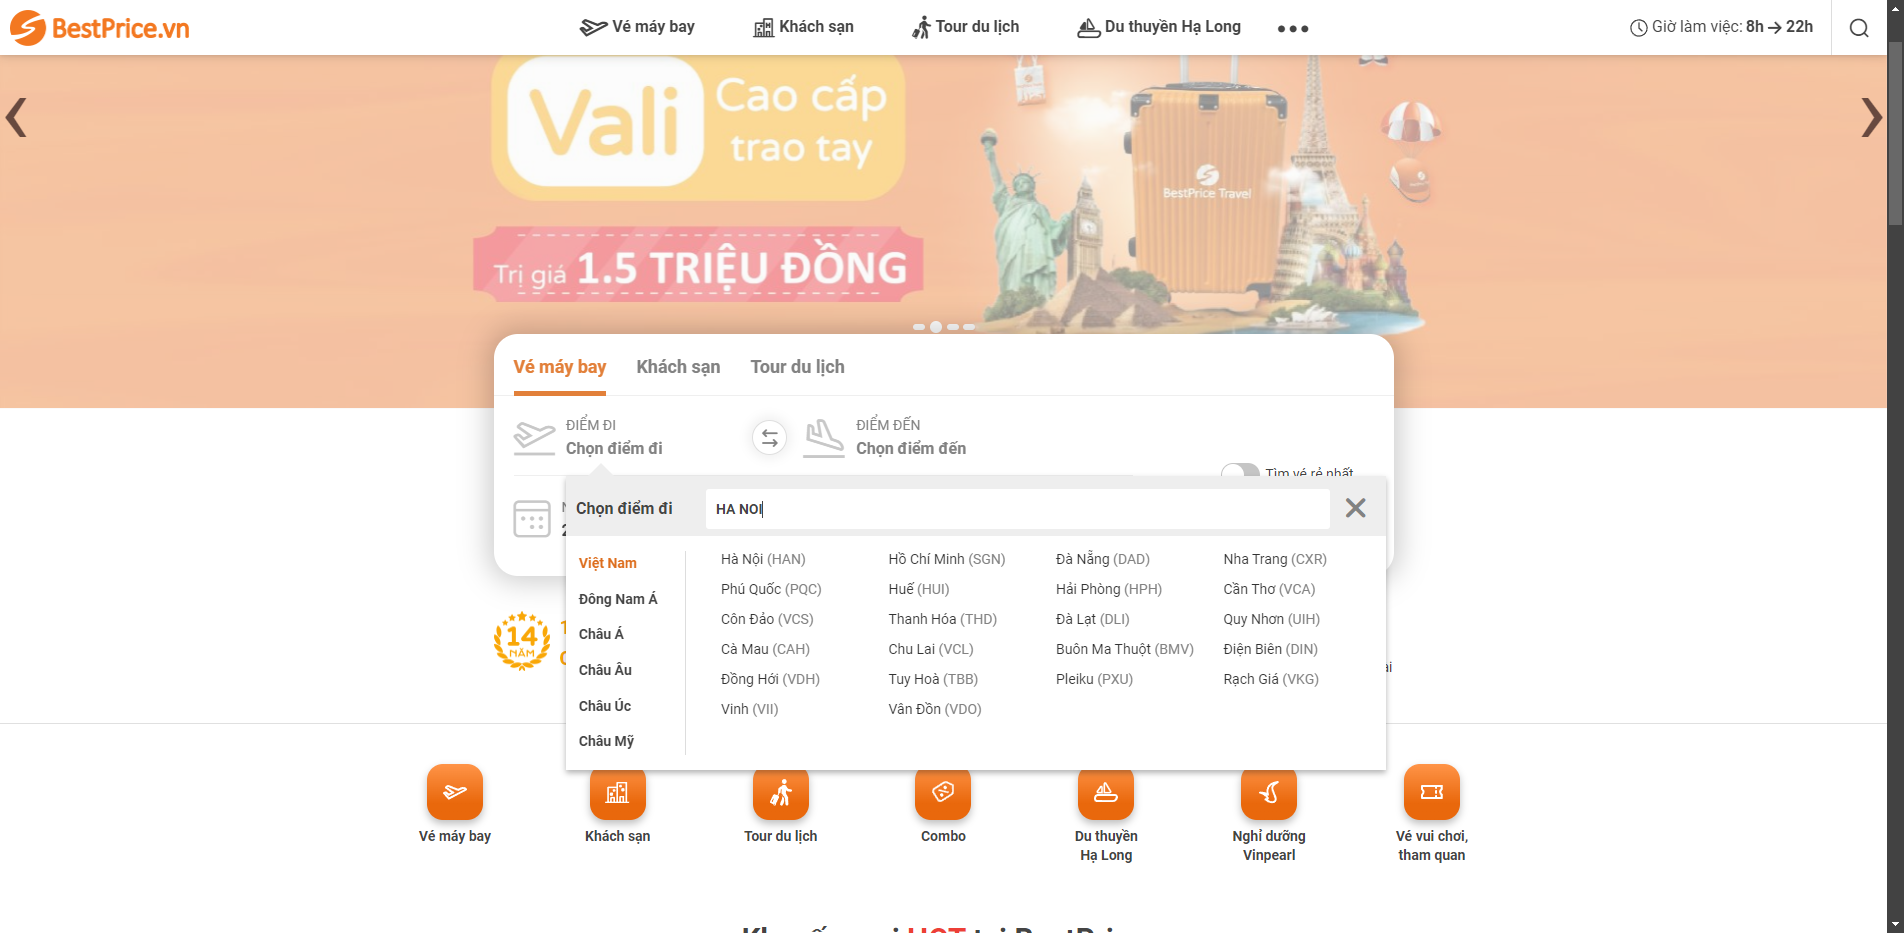 BestPrice.vn
Vé máy bay
Khách sạn
Tour du lịch
Du thuyền Hạ Long
Giờ làm việc: 8h → 22h
Vali
Cao cấp
trao tay
Trị giá 1.5 TRIỆU ĐỒNG
BestPrice Travel
Vé máy bay
Khách sạn
Tour du lịch
ĐIỂM ĐI
Chọn điểm đi
ĐIỂM ĐẾN
Chọn điểm đến
Tìm vé rẻ nhất
Chọn điểm đi
HA NOI
Việt Nam
Đông Nam Á
Châu Á
Châu Âu
Châu Úc
Châu Mỹ
Hà Nội (HAN) Hồ Chí Minh (SGN) Đà Nẵng (DAD) Nha Trang (CXR)
Phú Quốc (PQC) Huế (HUI) Hải Phòng (HPH) Cần Thơ (VCA)
Côn Đảo (VCS) Thanh Hóa (THD) Đà Lạt (DLI) Quy Nhơn (UIH)
Cà Mau (CAH) Chu Lai (VCL) Buôn Ma Thuột (BMV) Điện Biên (DIN)
Đồng Hới (VDH) Tuy Hoà (TBB) Pleiku (PXU) Rạch Giá (VKG)
Vinh (VII) Vân Đồn (VDO)
14
NĂM
Vé máy bay
Khách sạn
Tour du lịch
Combo
Du thuyền
Hạ Long
Nghỉ dưỡng
Vinpearl
Vé vui chơi,
tham quan